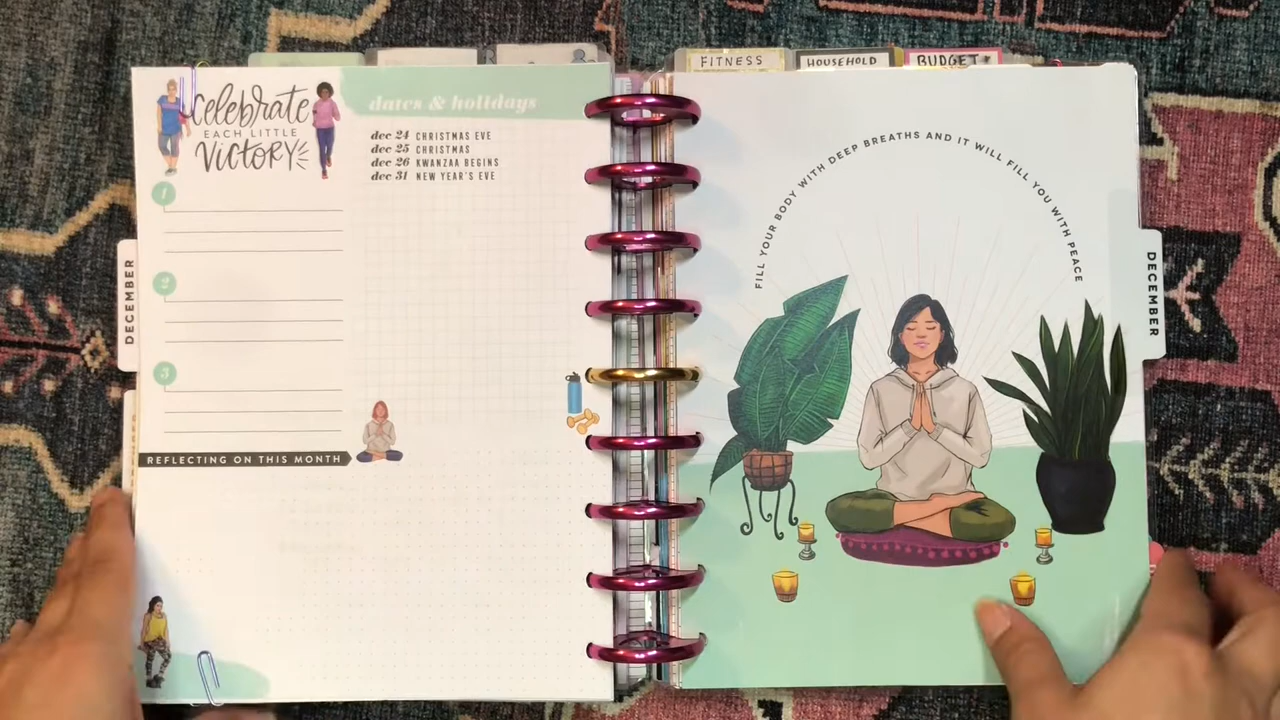 FITNESS
HOUSEHOLD
BUDGET
celebrate
EACH LITTLE
VICTORY
dates & holidays
dec 24 CHRISTMAS EVE
dec 25 CHRISTMAS
dec 26 KWANZAA BEGINS
dec 31 NEW YEAR'S EVE
1
2
3
DECEMBER
REFLECTING ON THIS MONTH
FILL YOUR BODY WITH DEEP BREATHS AND IT WILL FILL YOU WITH PEACE
DECEMBER